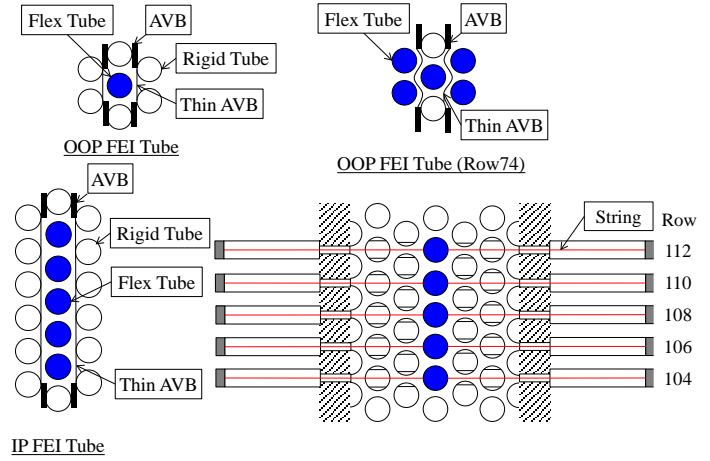 Flex Tube
AVB
Rigid Tube
Thin AVB
OOP FEI Tube
Flex Tube
AVB
Thin AVB
OOP FEI Tube (Row74)
AVB
Rigid Tube
Flex Tube
Thin AVB
IP FEI Tube
String
Row
112
110
108
106
104